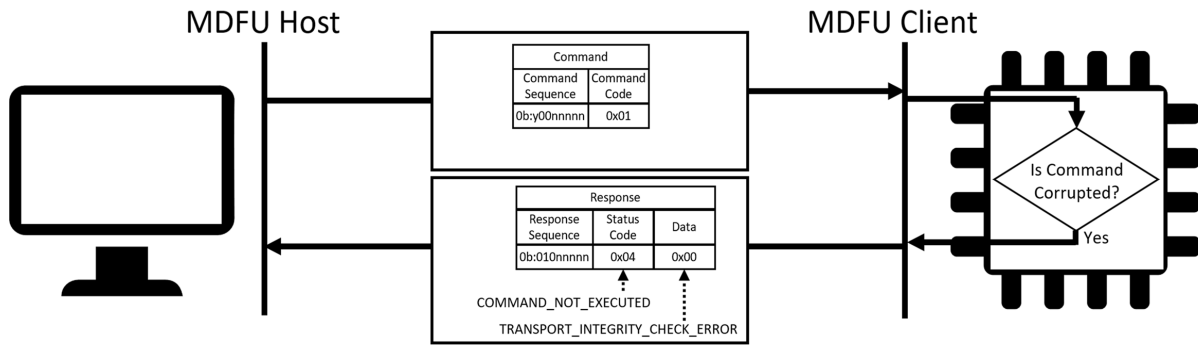 MDFU Host
MDFU Client
Command
Command Sequence
Command Code
0b:y00nnnnn
0x01
Is Command
Corrupted?
Yes
Response
Response Sequence
Status Code
Data
0b:010nnnnn
0x04
0x00
COMMAND_NOT_EXECUTED
TRANSPORT_INTEGRITY_CHECK_ERROR